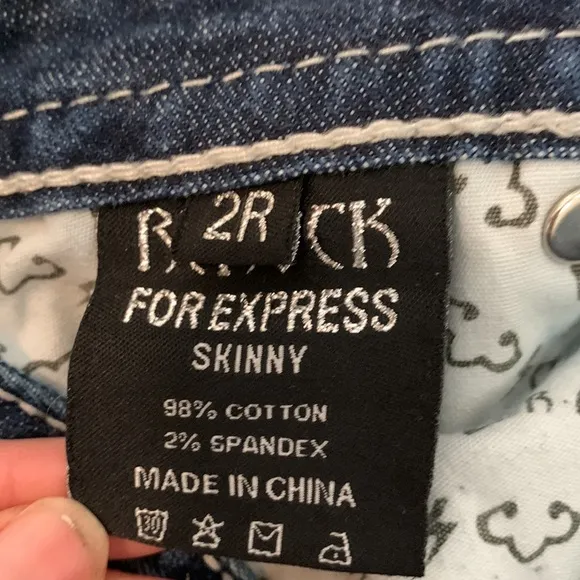 2R
FOR EXPRESS
SKINNY
98% COTTON
2% SPANDEX
MADE IN CHINA
30